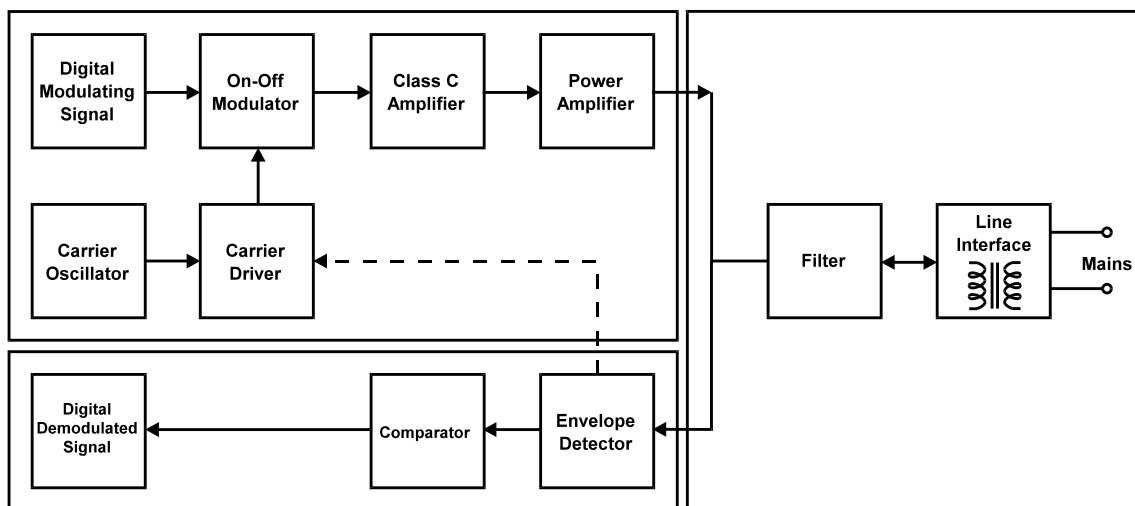 Digital
Modulating
Signal
On-Off
Modulator
Class C
Amplifier
Power
Amplifier
Carrier
Oscillator
Carrier
Driver
Filter
Line
Interface
Mains
Digital
Demodulated
Signal
Comparator
Envelope
Detector